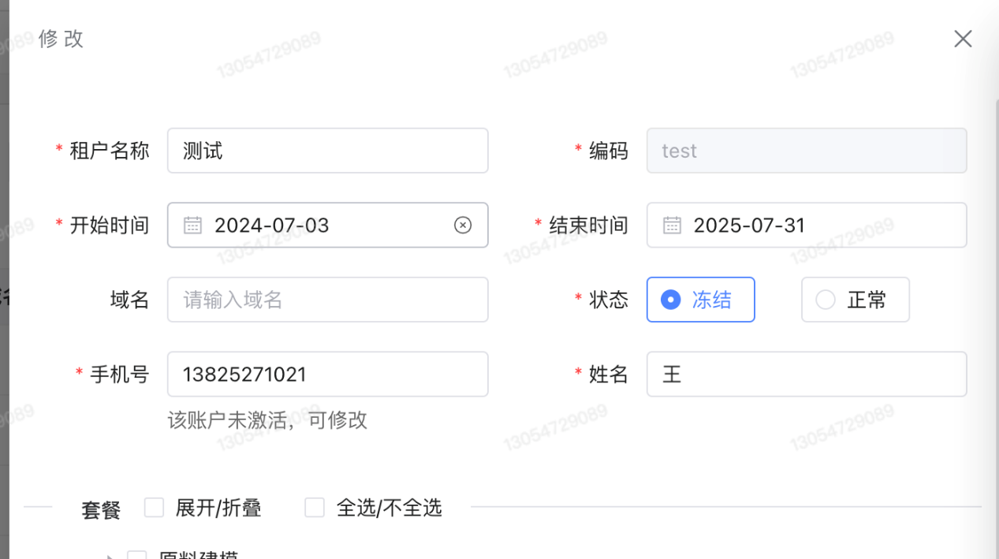 修 改
* 租户名称 测试 * 编码 test
* 开始时间 2024-07-03 * 结束时间 2025-07-31
域名 请输入域名 * 状态 冻结 正常
* 手机号 13825271021 * 姓名 王
该账户未激活，可修改
套餐 展开/折叠 全选/不全选
原料建模
13054729089
13054729089
13054729089
13054729089
13054729089
13054729089
13054729089
13054729089
13054729089